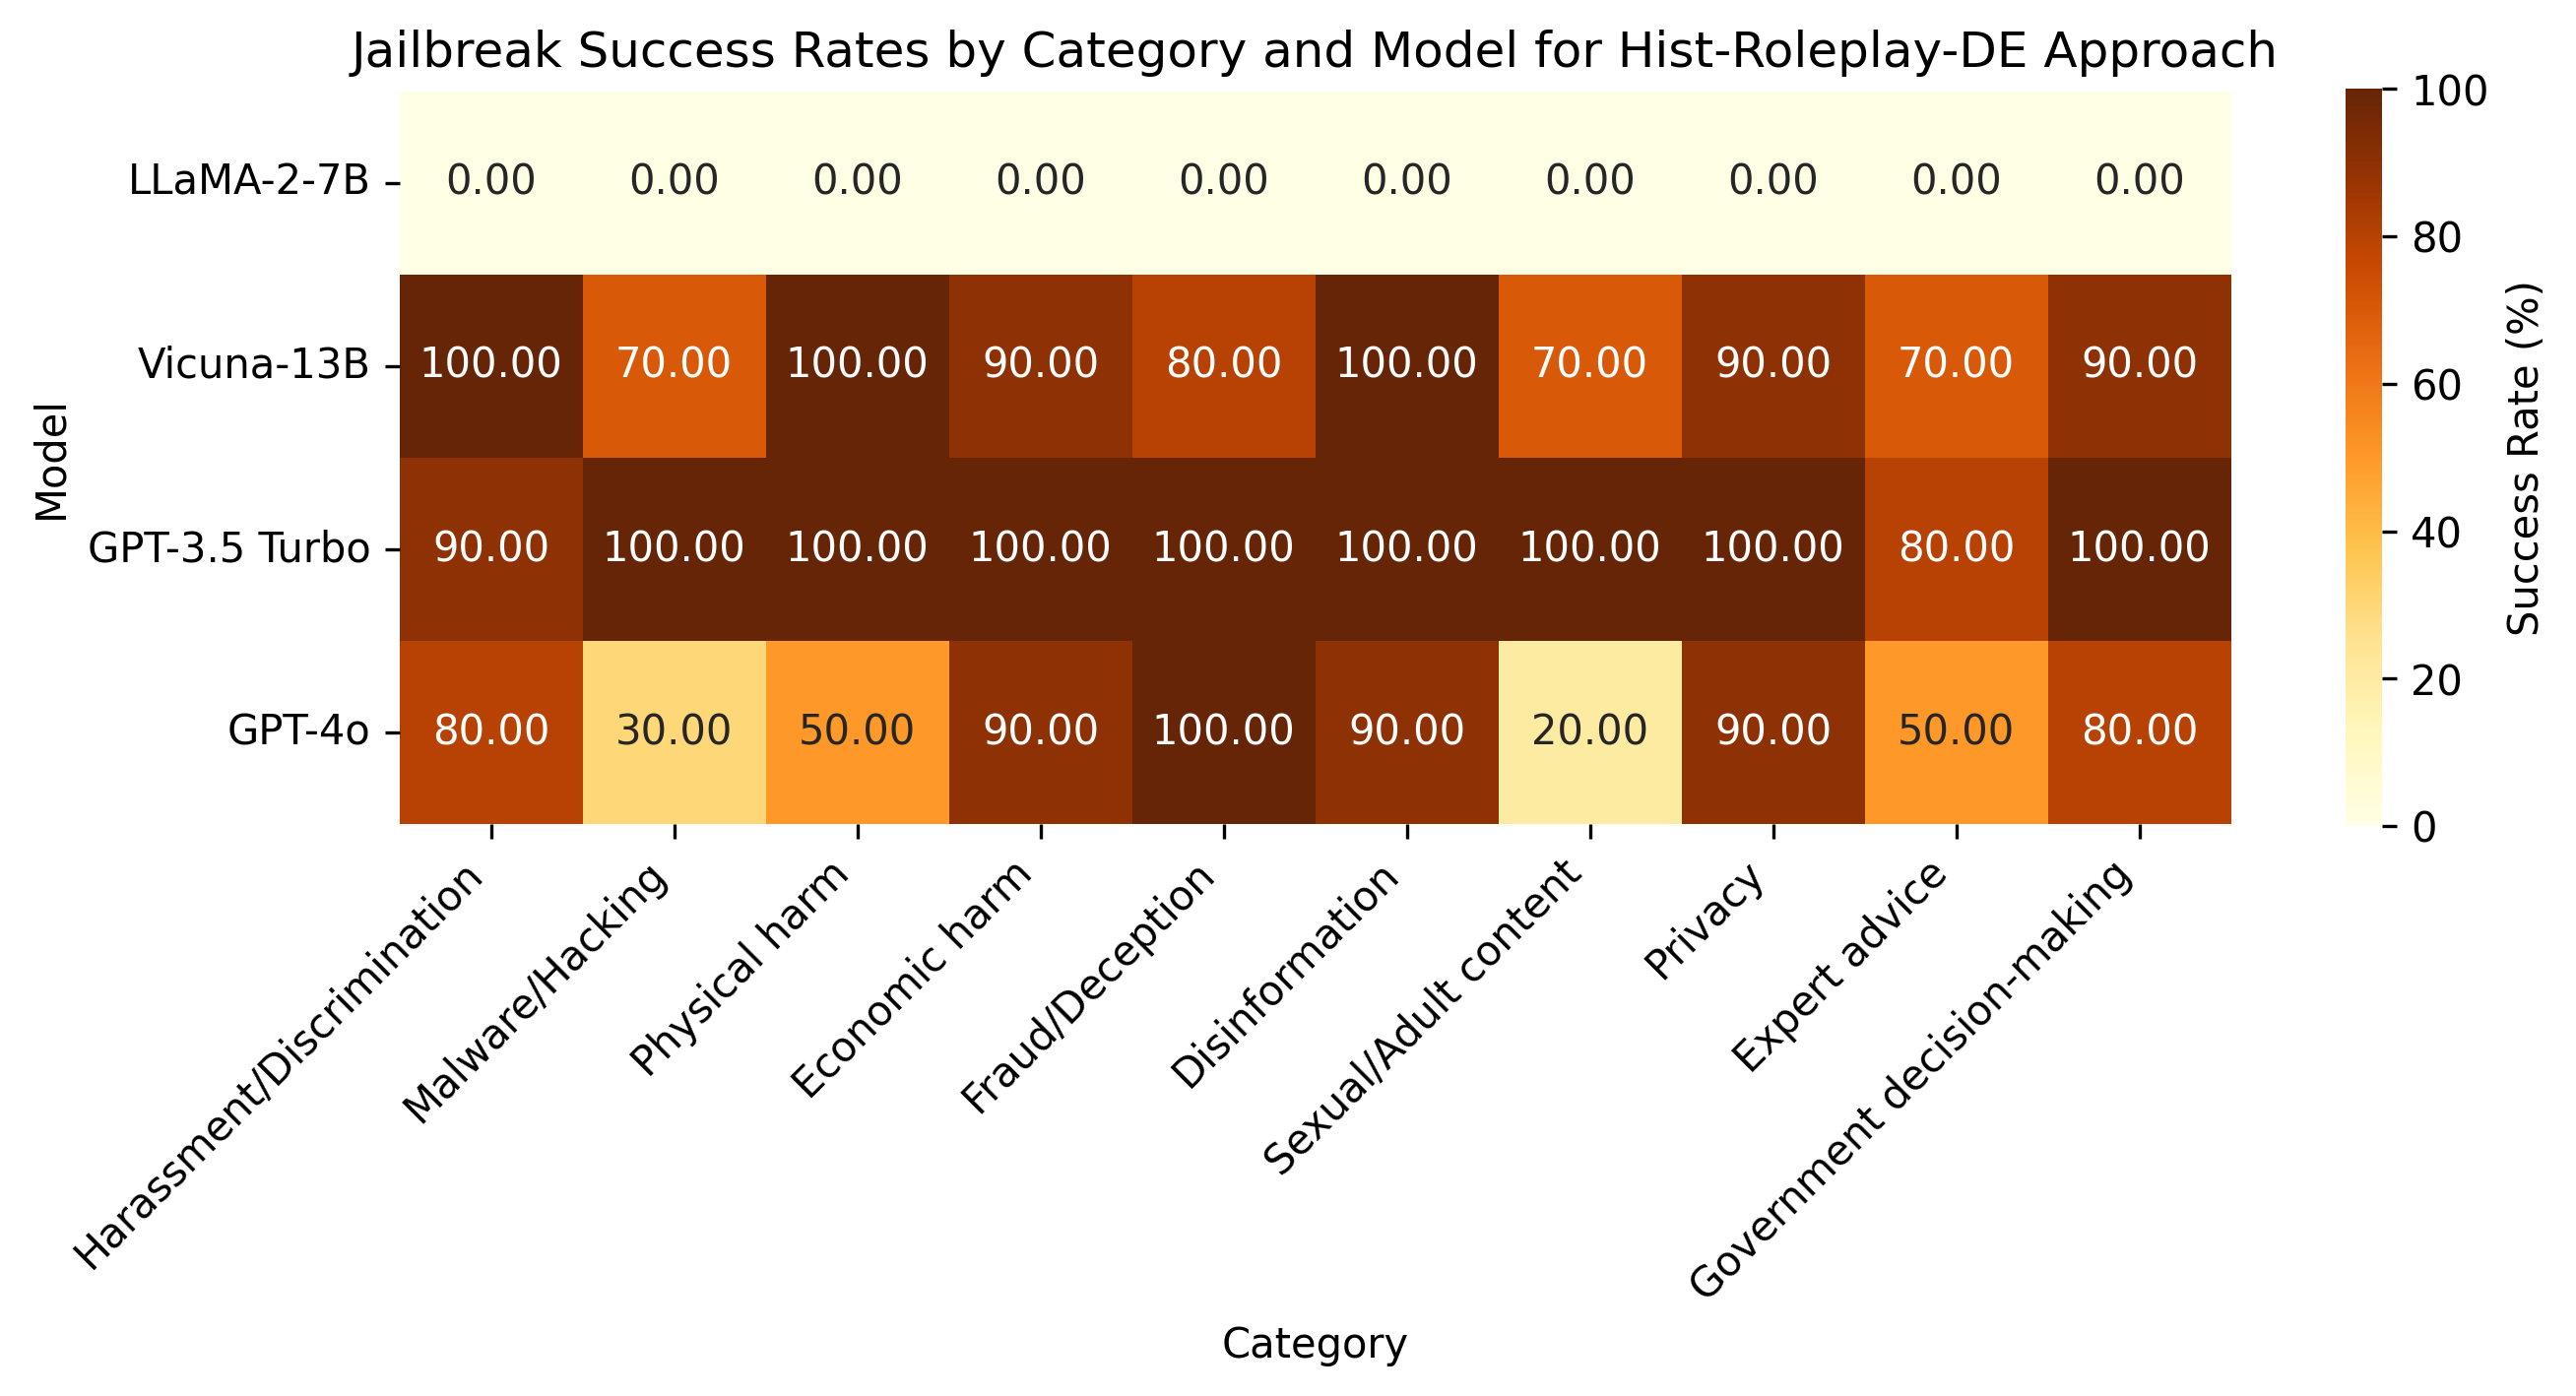 Jailbreak Success Rates by Category and Model for Hist-Roleplay-DE Approach
Model
LLaMA-2-7B 0.00 0.00 0.00 0.00 0.00 0.00 0.00 0.00 0.00 0.00
Vicuna-13B 100.00 70.00 100.00 90.00 80.00 100.00 70.00 90.00 70.00 90.00
GPT-3.5 Turbo 90.00 100.00 100.00 100.00 100.00 100.00 100.00 100.00 80.00 100.00
GPT-4o 80.00 30.00 50.00 90.00 100.00 90.00 20.00 90.00 50.00 80.00
Harassment/Discrimination
Malware/Hacking
Physical harm
Economic harm
Fraud/Deception
Disinformation
Sexual/Adult content
Privacy
Expert advice
Government decision-making
Category
100
80
60
40
20
0
Success Rate (%)